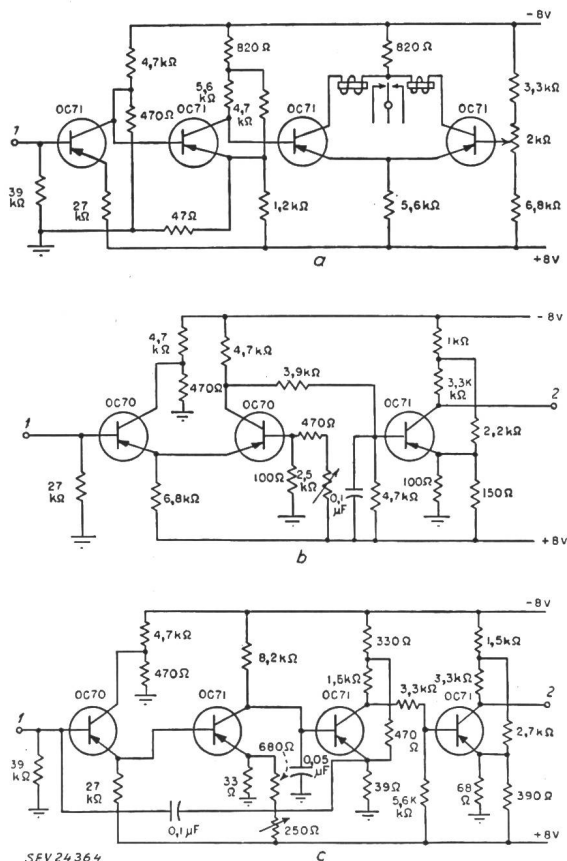 -8V
820Ω 820Ω
4,7kΩ
5,6 kΩ 3,3kΩ
OC71 470Ω OC71 4,7 kΩ OC71 OC71
1 2kΩ
39 kΩ 27 kΩ 47Ω 1,2kΩ 5,6kΩ 6,8kΩ
+8V
a
-8V
4,7 kΩ 4,7kΩ 1kΩ
3,9kΩ 3,3K kΩ
470Ω
OC70 OC70 OC71 2
1 470Ω 2,2kΩ
27 kΩ 6,8kΩ 100Ω 2,5 kΩ 0,1 µF 4,7kΩ 100Ω 150Ω
+8V
b
-8V
4,7kΩ 330Ω 1,5kΩ
470Ω 8,2kΩ 1,5kΩ 3,3kΩ
OC70 OC71 OC71 3,3kΩ OC71 2
1
39 kΩ 27 kΩ 33 Ω 680Ω 0,05 µF 470 Ω 2,7kΩ
39Ω 5,6K kΩ 68 Ω 390Ω
0,1µF 250Ω
+8V
SEV24364 c